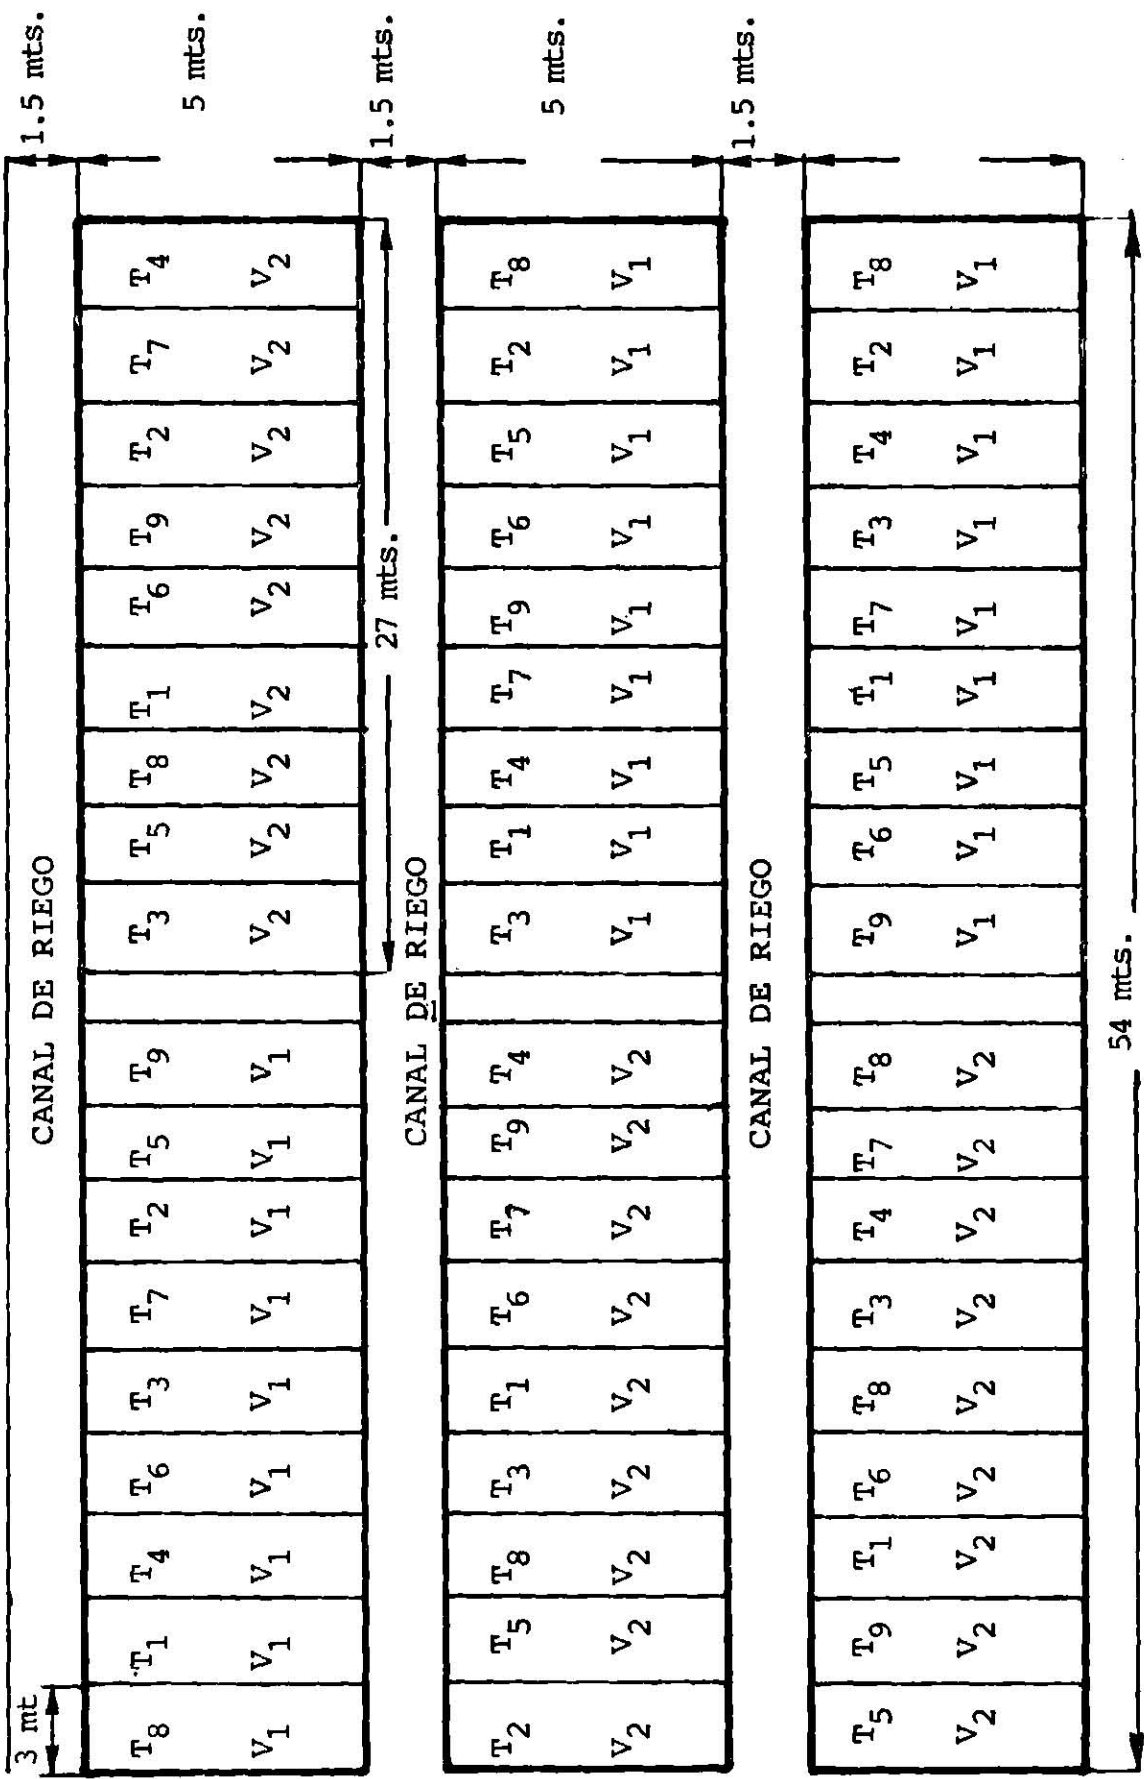 3 mt 1.5 mts.
CANAL DE RIEGO
T8 T1 T4 T6 T3 T7 T2 T5 T9 T3 T5 T8 T1 T6 T9 T2 T7 T4
5 mts.
V1 V1 V1 V1 V1 V1 V1 V1 V1 V2 V2 V2 V2 V2 V2 V2 V2 V2
27 mts. 1.5 mts.
CANAL DE RIEGO
T2 T5 T8 T3 T1 T6 T7 T9 T4 T3 T1 T4 T7 T9 T6 T5 T2 T8
5 mts.
V2 V2 V2 V2 V2 V2 V2 V2 V2 V1 V1 V1 V1 V1 V1 V1 V1 V1
1.5 mts.
CANAL DE RIEGO
T5 T9 T1 T6 T8 T3 T4 T7 T8 T9 T6 T5 T1 T7 T3 T4 T2 T8
V2 V2 V2 V2 V2 V2 V2 V2 V2 V1 V1 V1 V1 V1 V1 V1 V1 V1
54 mts.